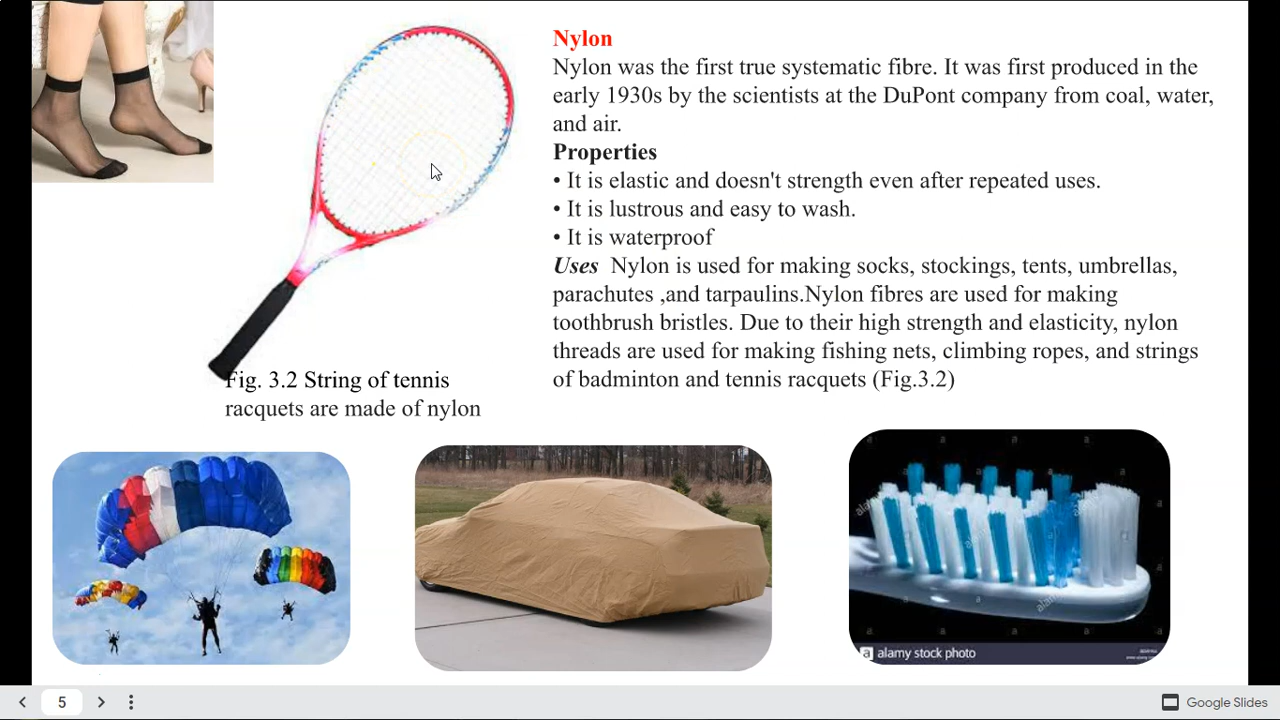 Nylon
Nylon was the first true systematic fibre. It was first produced in the
early 1930s by the scientists at the DuPont company from coal, water,
and air.
Properties
• It is elastic and doesn't strength even after repeated uses.
• It is lustrous and easy to wash.
• It is waterproof
Uses Nylon is used for making socks, stockings, tents, umbrellas,
parachutes ,and tarpaulins.Nylon fibres are used for making
toothbrush bristles. Due to their high strength and elasticity, nylon
threads are used for making fishing nets, climbing ropes, and strings
of badminton and tennis racquets (Fig.3.2)
Fig. 3.2 String of tennis
racquets are made of nylon
a alamy stock photo
5
Google Slides